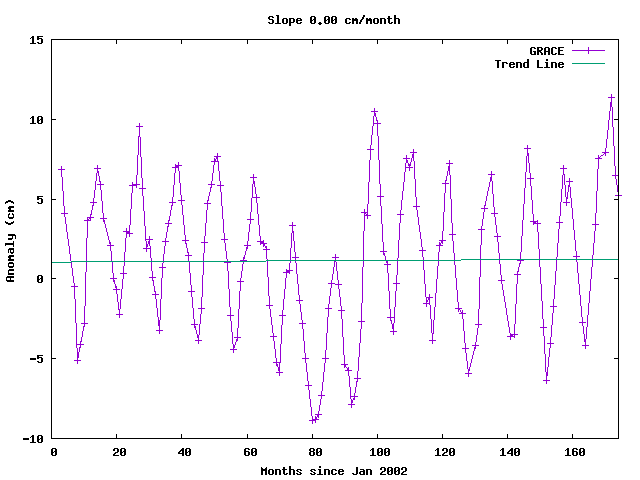 Slope 0.00 cm/month
GRACE
Trend Line
15
10
5
0
-5
-10
Anomaly (cm)
0 20 40 60 80 100 120 140 160
Months since Jan 2002